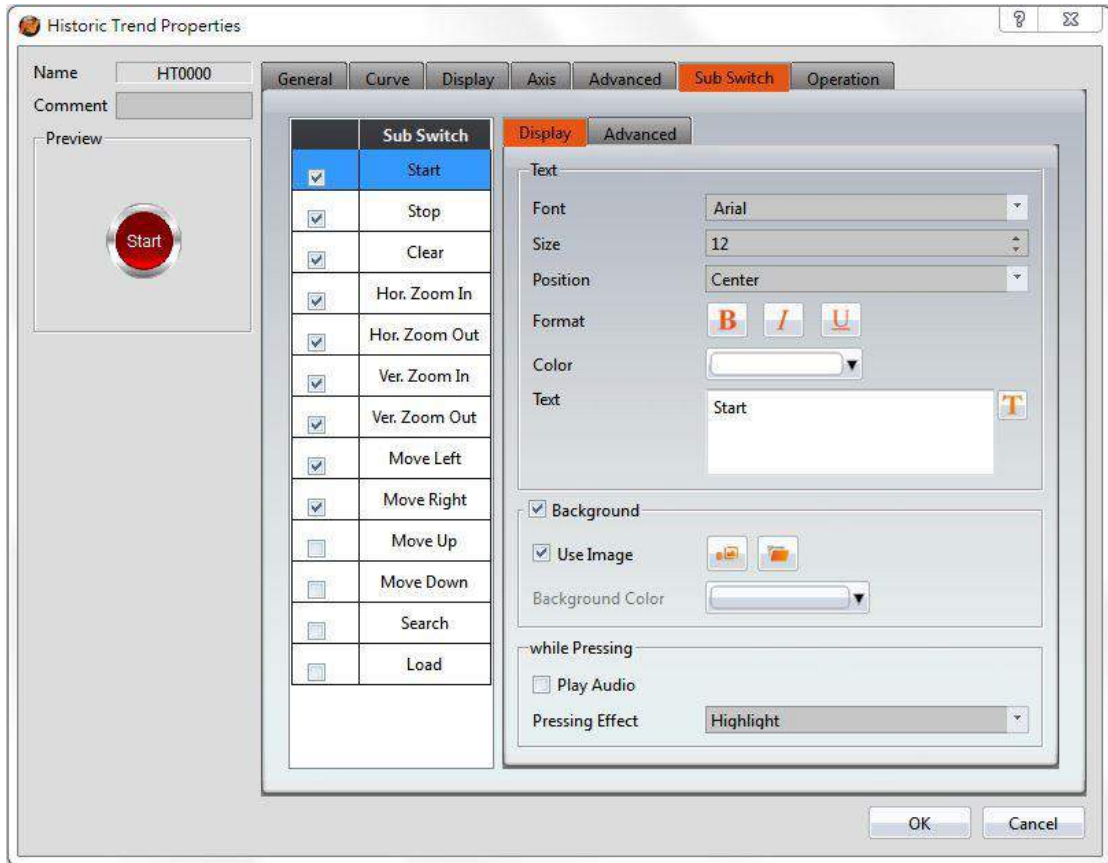 Historic Trend Properties
Name HT0000
Comment
Preview
Start
General Curve Display Axis Advanced Sub Switch Operation
Sub Switch
Start
Stop
Clear
Hor. Zoom In
Hor. Zoom Out
Ver. Zoom In
Ver. Zoom Out
Move Left
Move Right
Move Up
Move Down
Search
Load
Display Advanced
Text
Font Arial
Size 12
Position Center
Format B I U
Color
Text Start T
Background
Use Image
Background Color
while Pressing
Play Audio
Pressing Effect Highlight
OK Cancel